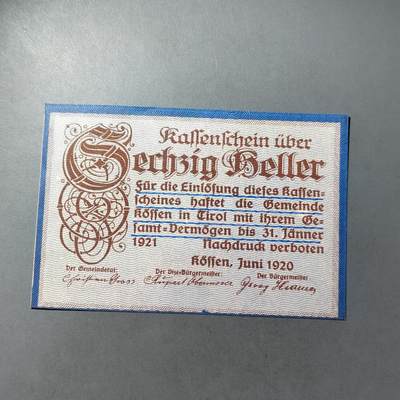 Kassenschein über
Sechzig Heller
Für die Einlösung dieses Kassen-
scheines haftet die Gemeinde
Kössen in Tirol mit ihrem Ge-
samt-Vermögen bis 31. Jänner
1921 Nachdruck verboten
Kössen, Juni 1920
Der Gemeinderat: Der Vize-Bürgermeister: Der Bürgermeister:
Georg